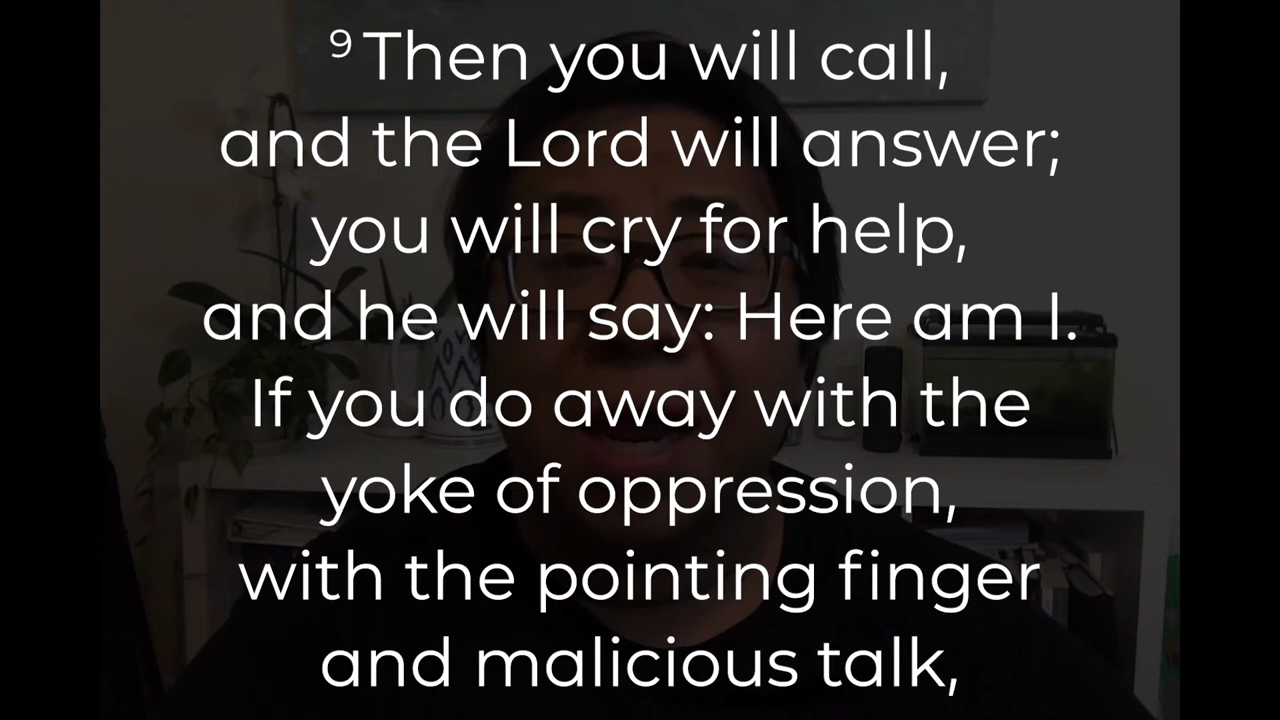 9 Then you will call,
and the Lord will answer;
you will cry for help,
and he will say: Here am I.
If you do away with the
yoke of oppression,
with the pointing finger
and malicious talk,